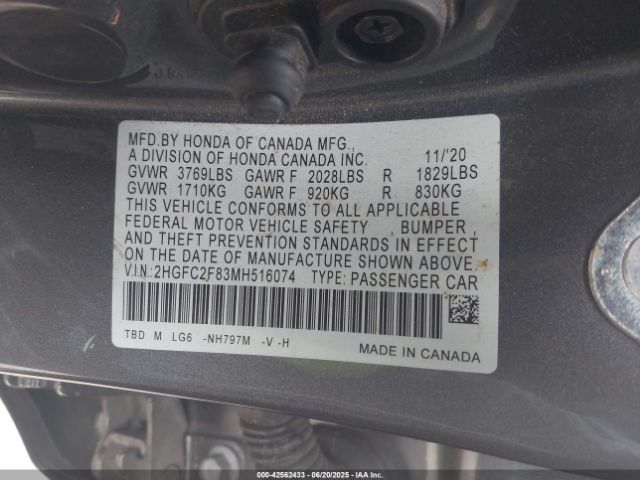 MFD.BY HONDA OF CANADA MFG.,
A DIVISION OF HONDA CANADA INC. 11/'20
GVWR 3769LBS GAWR F 2028LBS R 1829LBS
GVWR 1710KG GAWR F 920KG R 830KG
THIS VEHICLE CONFORMS TO ALL APPLICABLE
FEDERAL MOTOR VEHICLE SAFETY , BUMPER ,
AND THEFT PREVENTION STANDARDS IN EFFECT
ON THE DATE OF MANUFACTURE SHOWN ABOVE.
V.I.N: 2HGFC2F83MH516074 TYPE: PASSENGER CAR
TBD M LG6 -NH797M -V -H
MADE IN CANADA
000-42562433 - 06/20/2025 - IAA Inc.